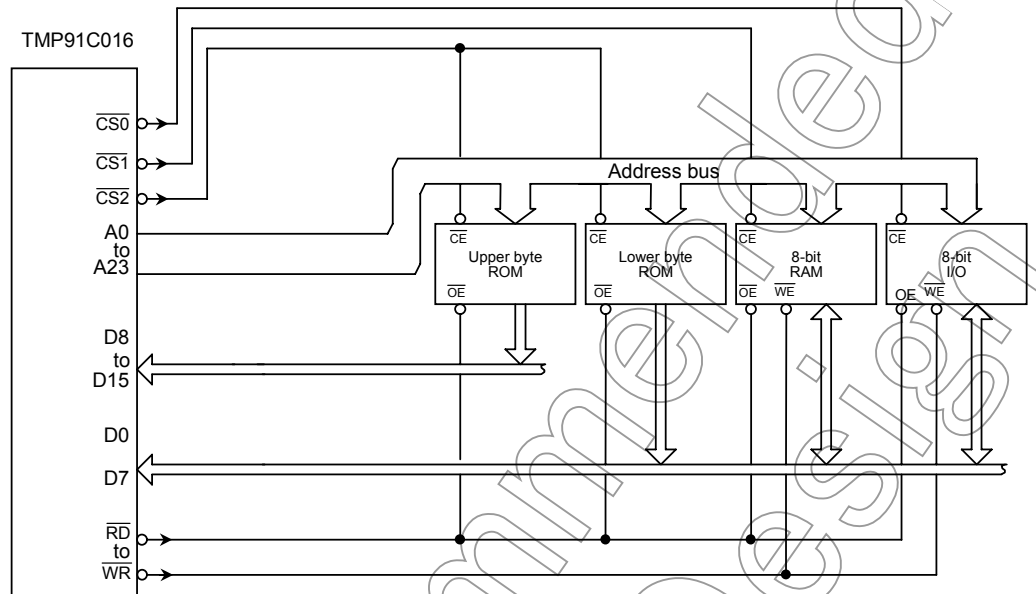 TMP91C016
CS0
CS1
CS2
A0
to
A23
D8
to
D15
D0
D7
RD
to
WR
Address bus
CE
Upper byte
ROM
OE
CE
Lower byte
ROM
OE
CE
8-bit
RAM
OE
WE
CE
8-bit
I/O
OE
WE